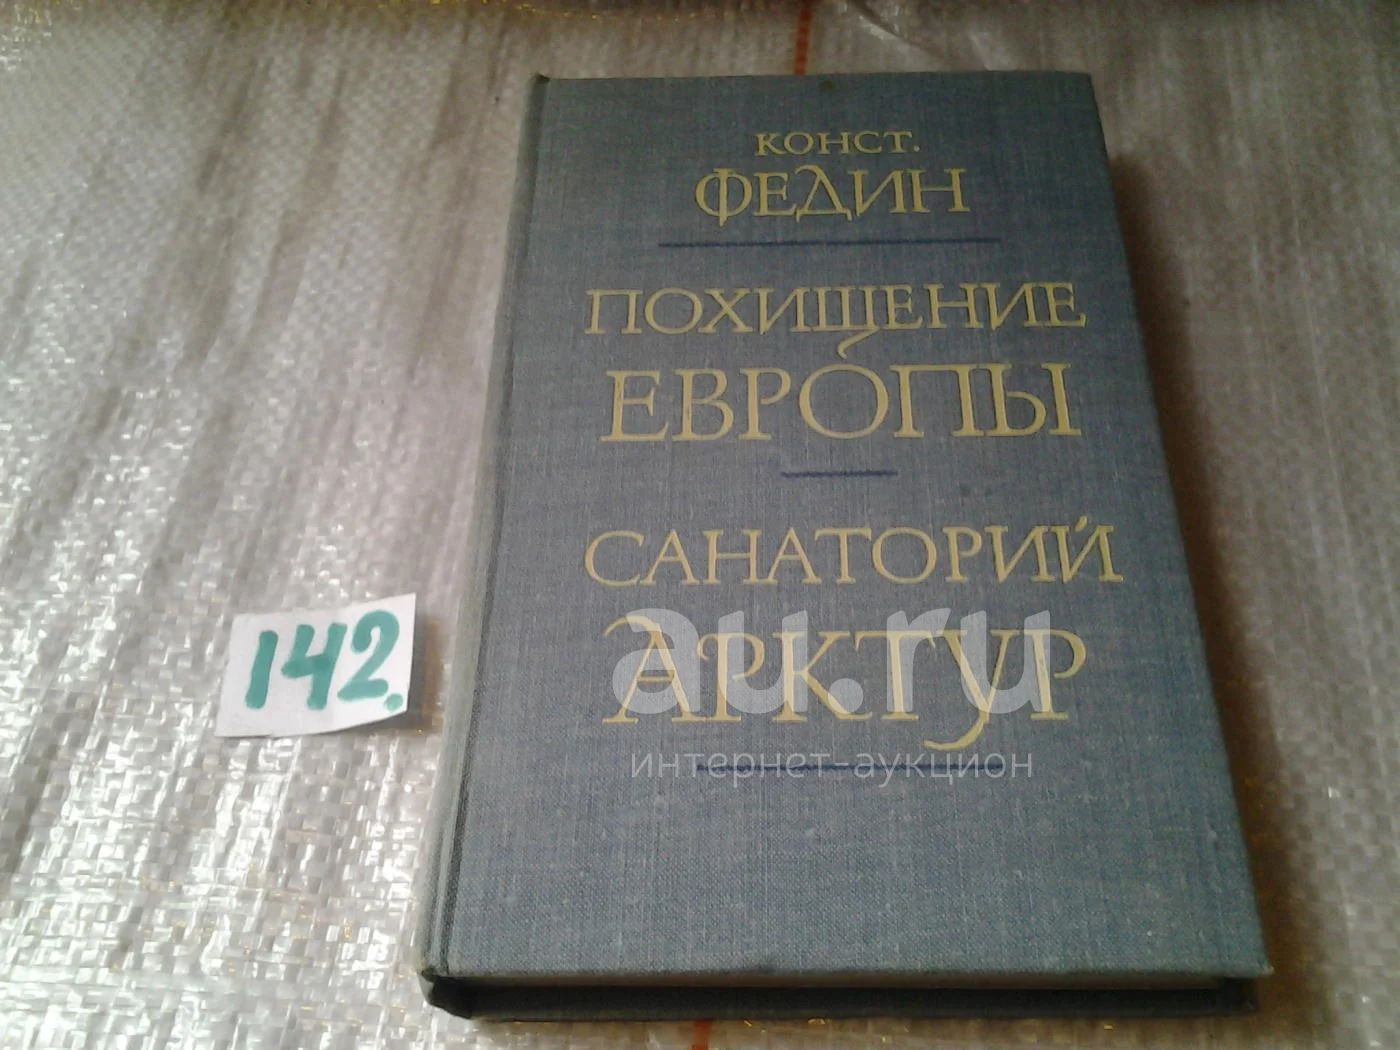 КОНСТ.
ФЕДИН
ПОХИЩЕНИЕ
ЕВРОПЫ
САНАТОРИЙ
АРКТУР
au.ru
интернет-аукцион
142.